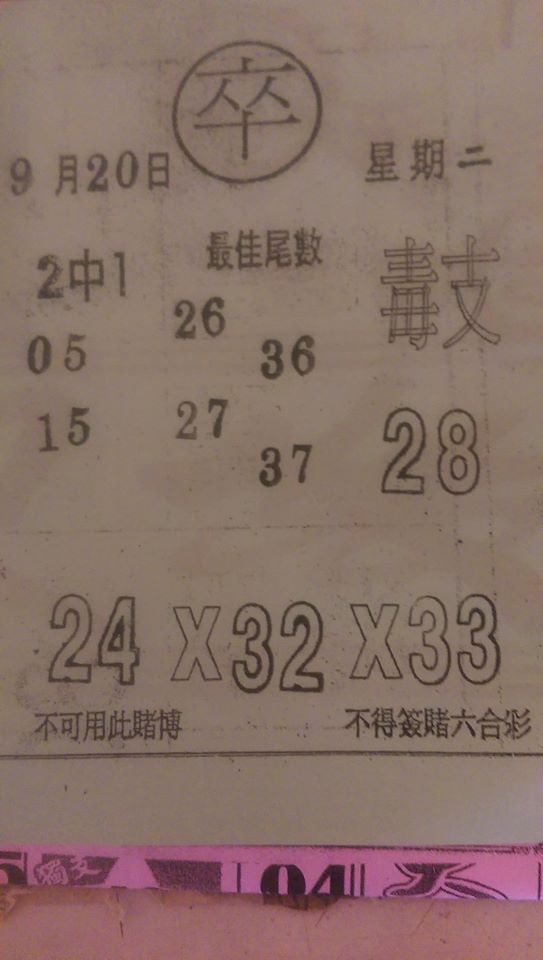 卒
9月20日
星期二
2中1
最佳尾數
毒支
26
05
36
15
27
28
37
24 X 32 X 33
不可用此賭博
不得簽賭六合彩
04